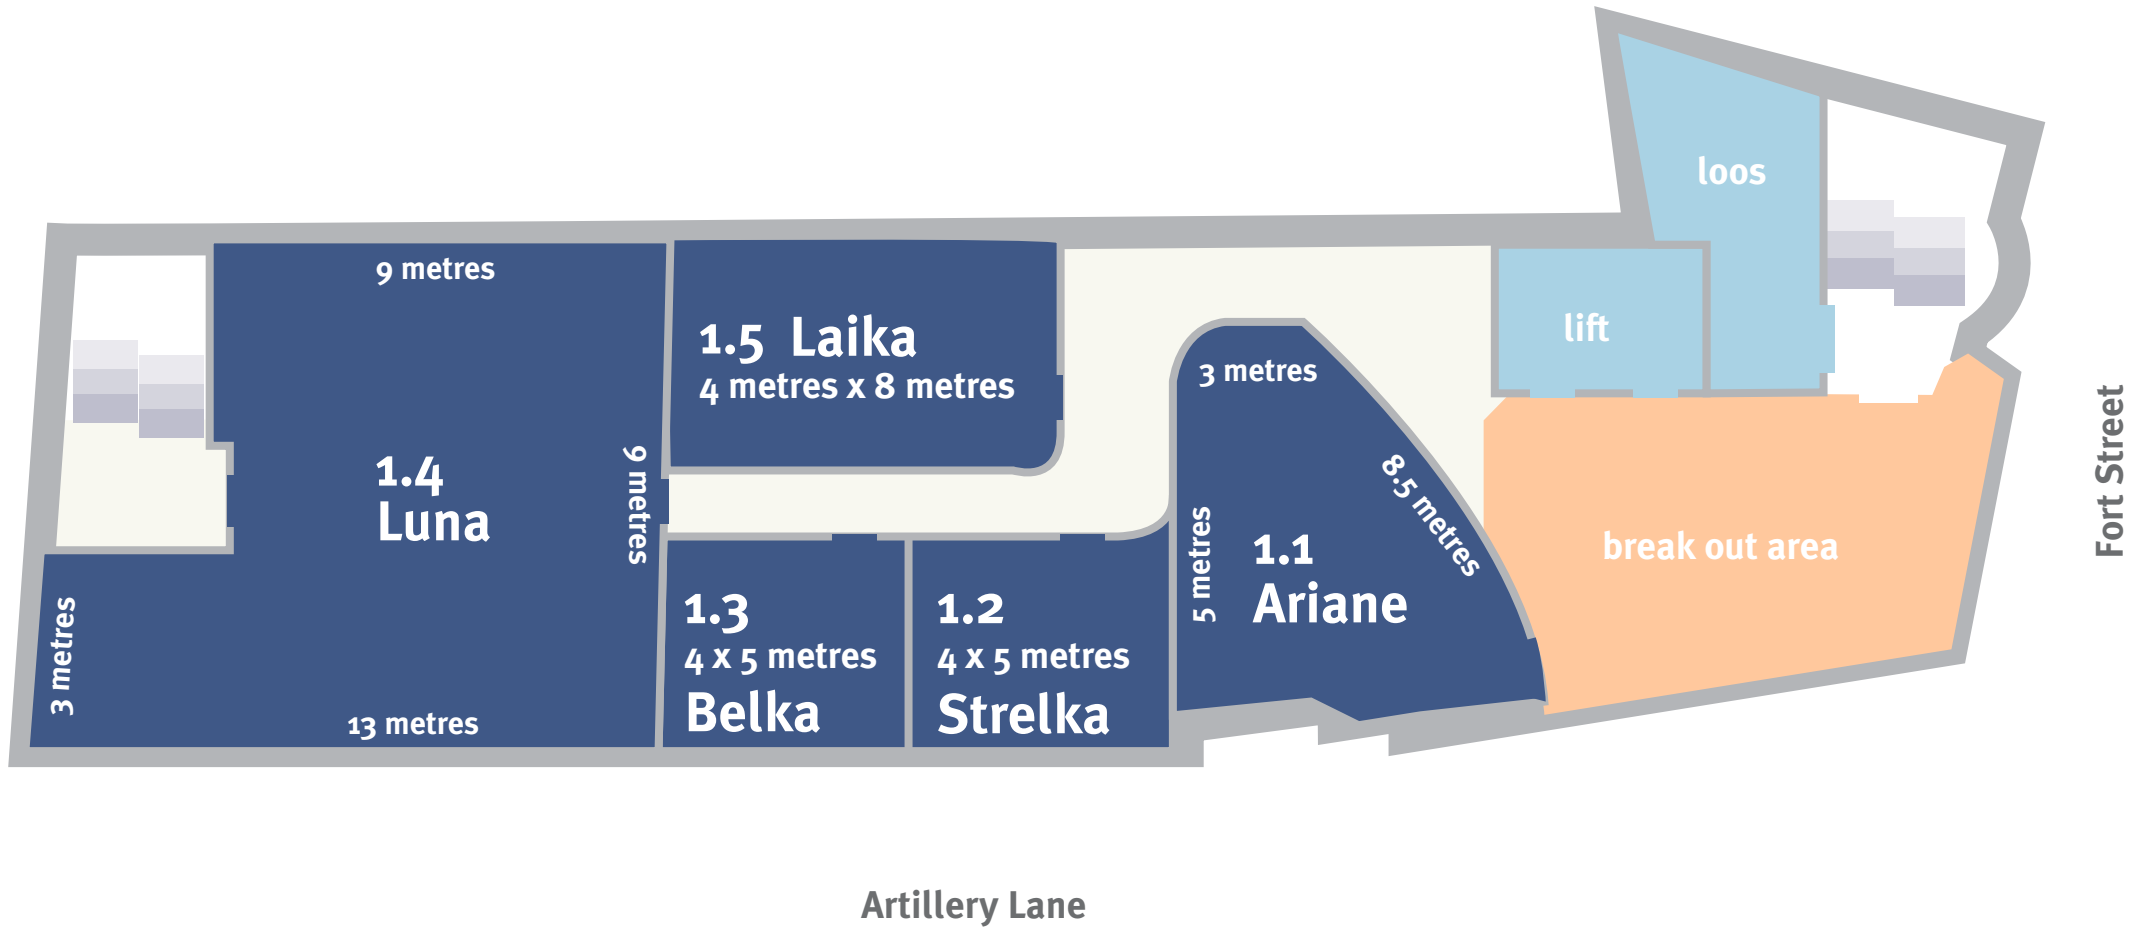 loos
lift
9 metres
1.5 Laika
4 metres x 8 metres
3 metres
1.4
Luna
9 metres
8.5 metres
5 metres
1.1
Ariane
break out area
Fort Street
1.3
4 x 5 metres
Belka
1.2
4 x 5 metres
Strelka
3 metres
13 metres
Artillery Lane